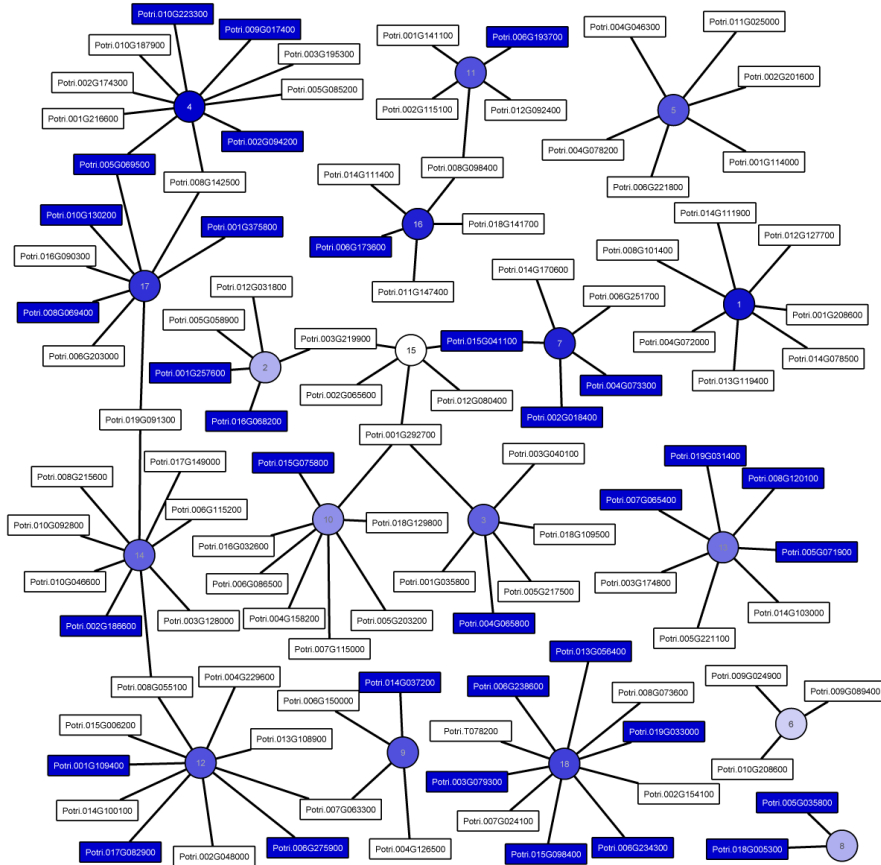 Potri.010G223300
Potri.009G017400
Potri.010G187900
Potri.003G195300
Potri.002G174300
Potri.005G085200
4
Potri.001G216600
Potri.002G094200
Potri.005G069500
Potri.008G142500
Potri.001G141100
Potri.006G193700
11
Potri.002G115100
Potri.012G092400
Potri.008G098400
Potri.004G046300
Potri.011G025000
Potri.002G201600
5
Potri.004G078200
Potri.001G114000
Potri.006G221800
Potri.014G111400
16
Potri.018G141700
Potri.006G173600
Potri.011G147400
Potri.010G130200
Potri.001G375800
Potri.016G090300
17
Potri.008G069400
Potri.006G203000
Potri.014G111900
Potri.012G127700
Potri.008G101400
1
Potri.001G208600
Potri.004G072000
Potri.014G078500
Potri.013G119400
Potri.012G031800
Potri.005G058900
Potri.003G219900
2
Potri.001G257600
Potri.016G068200
15
Potri.002G065600
Potri.012G080400
Potri.015G041100
Potri.014G170600
Potri.006G251700
7
Potri.004G073300
Potri.002G018400
Potri.019G091300
Potri.001G292700
Potri.017G149000
Potri.008G215600
Potri.006G115200
Potri.010G092800
14
Potri.010G046600
Potri.003G128000
Potri.002G186600
Potri.015G075800
10
Potri.018G129800
Potri.016G032600
Potri.006G086500
Potri.004G158200
Potri.005G203200
Potri.007G115000
Potri.003G040100
3
Potri.018G109500
Potri.001G035800
Potri.005G217500
Potri.004G065800
Potri.019G031400
Potri.008G120100
Potri.007G065400
13
Potri.005G071900
Potri.003G174800
Potri.014G103000
Potri.005G221100
Potri.008G055100
Potri.004G229600
Potri.015G006200
Potri.013G108900
12
Potri.001G109400
Potri.014G100100
Potri.007G063300
Potri.017G082900
Potri.002G048000
Potri.006G275900
Potri.014G037200
Potri.006G150000
9
Potri.004G126500
Potri.013G056400
Potri.006G238600
Potri.008G073600
Potri.T078200
Potri.019G033000
18
Potri.003G079300
Potri.002G154100
Potri.007G024100
Potri.015G098400
Potri.006G234300
Potri.009G024900
Potri.009G089400
6
Potri.010G208600
Potri.005G035800
Potri.018G005300
8